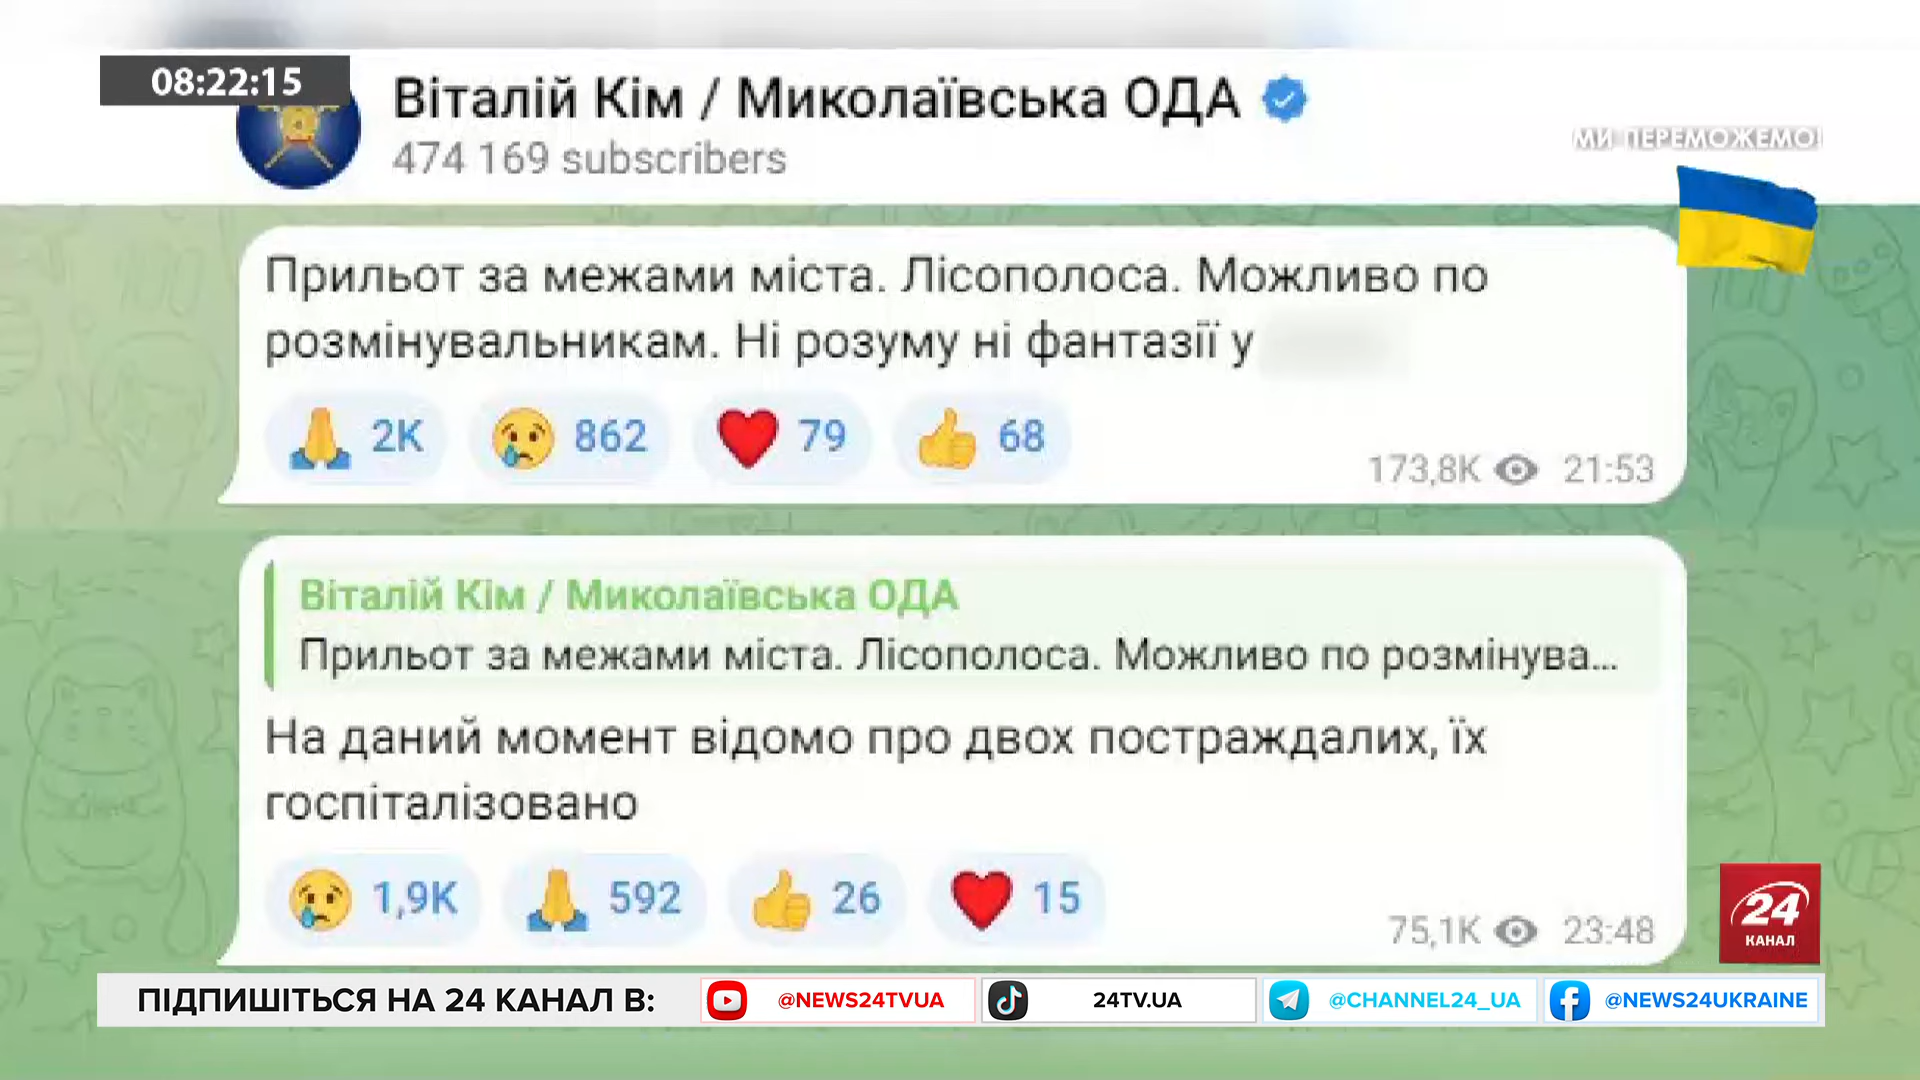 08:22:15
Віталій Кім / Миколаївська ОДА
474 169 subscribers
МИ ПЕРЕМОЖЕМО!
Прильот за межами міста. Лісополоса. Можливо по
розмінувальникам. Ні розуму ні фантазії у
2K 862 79 68
173,8K 21:53
Віталій Кім / Миколаївська ОДА
Прильот за межами міста. Лісополоса. Можливо по розмінува...
На даний момент відомо про двох постраждалих, їх
госпіталізовано
1,9K 592 26 15
75,1K 23:48
24
КАНАЛ
ПІДПИШІТЬСЯ НА 24 КАНАЛ В: @NEWS24TVUA 24TV.UA @CHANNEL24_UA @NEWS24UKRAINE